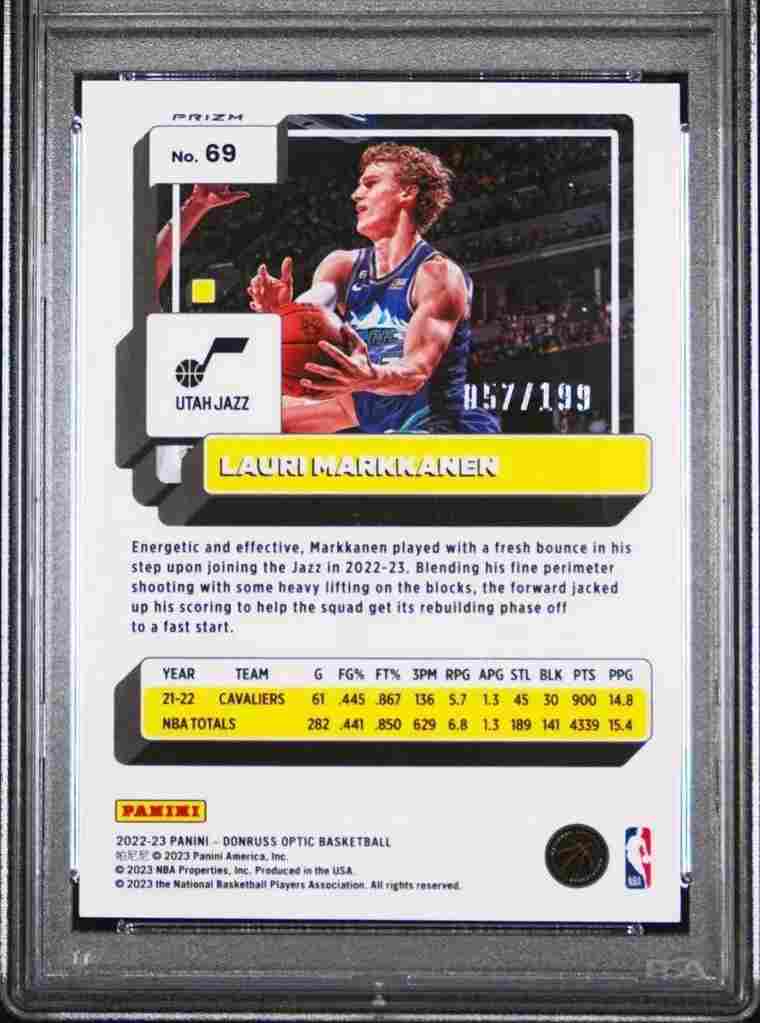 PRIZM
No. 69
UTAH JAZZ
057/199
LAURI MARKKANEN
Energetic and effective, Markkanen played with a fresh bounce in his
step upon joining the Jazz in 2022-23. Blending his fine perimeter
shooting with some heavy lifting on the blocks, the forward jacked
up his scoring to help the squad get its rebuilding phase off
to a fast start.
YEAR TEAM G FG% FT% 3PM RPG APG STL BLK PTS PPG
21-22 CAVALIERS 61 .445 .867 136 5.7 1.3 45 30 900 14.8
NBA TOTALS 282 .441 .850 629 6.8 1.3 189 141 4339 15.4
PANINI
2022-23 PANINI - DONRUSS OPTIC BASKETBALL
帕尼尼 © 2023 Panini America, Inc.
© 2023 NBA Properties, Inc. Produced in the USA.
© 2023 the National Basketball Players Association. All rights reserved.
NBA
PSA